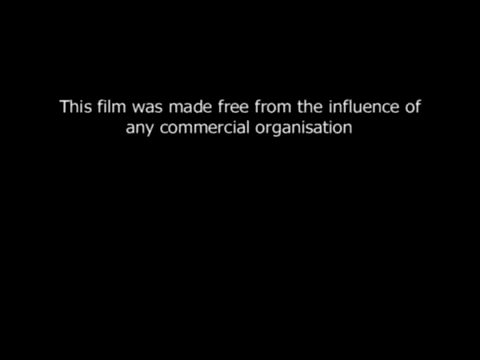 This film was made free from the influence of
any commercial organisation